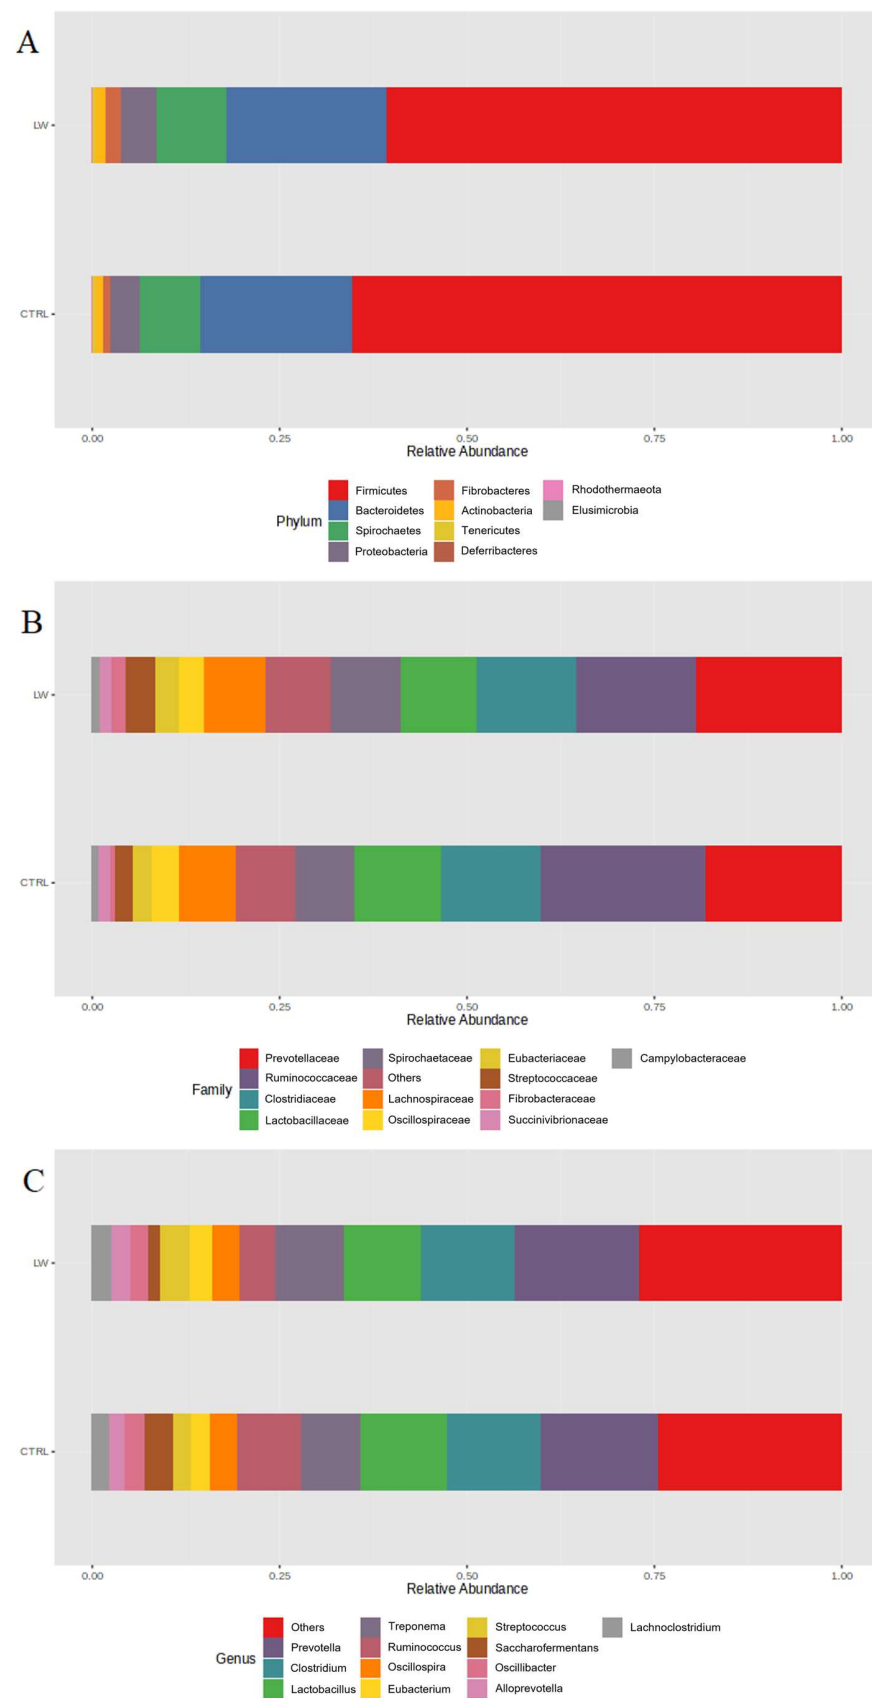 A
LW
CTRL
0.00 0.25 0.50 0.75 1.00
Relative Abundance
Phylum
Firmicutes Fibrobacteres Rhodothermaeota
Bacteroidetes Actinobacteria Elusimicrobia
Spirochaetes Tenericutes
Proteobacteria Deferribacteres
B
LW
CTRL
0.00 0.25 0.50 0.75 1.00
Relative Abundance
Family
Prevotellaceae Spirochaetaceae Eubacteriaceae Campylobacteraceae
Ruminococcaceae Others Streptococcaceae
Clostridiaceae Lachnospiraceae Fibrobacteraceae
Lactobacillaceae Oscillospiraceae Succinivibrionaceae
C
LW
CTRL
0.00 0.25 0.50 0.75 1.00
Relative Abundance
Genus
Others Treponema Streptococcus Lachnoclostridium
Prevotella Ruminococcus Saccharofermentans
Clostridium Oscillospira Oscillibacter
Lactobacillus Eubacterium Alloprevotella